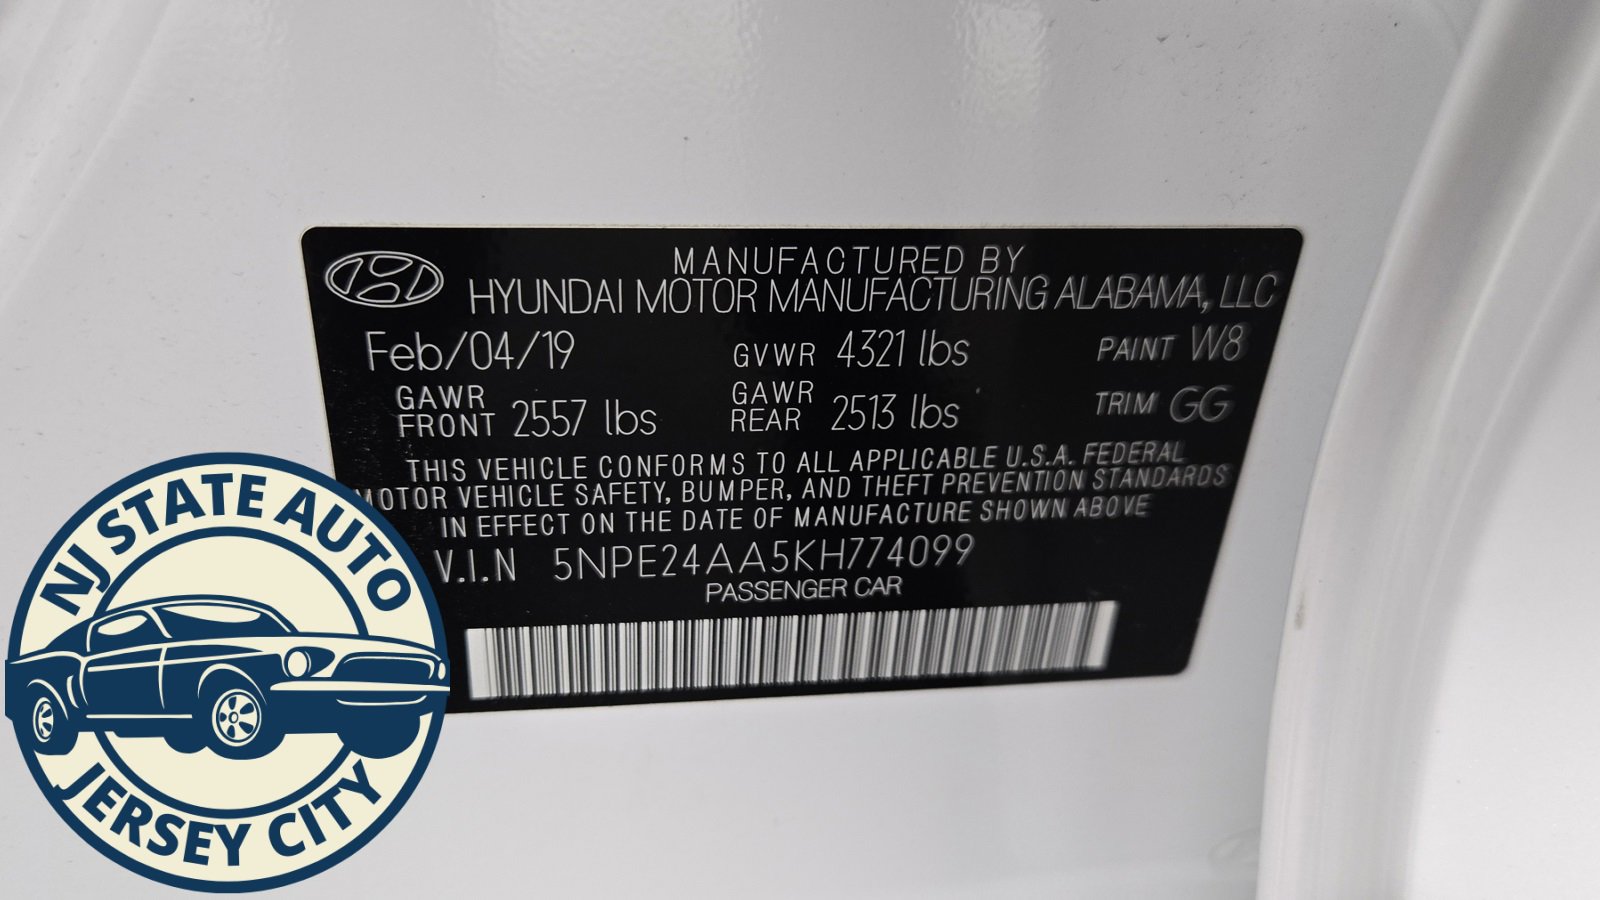 MANUFACTURED BY
HYUNDAI MOTOR MANUFACTURING ALABAMA, LLC
Feb/04/19 GVWR 4321 lbs PAINT W8
GAWR FRONT 2557 lbs GAWR REAR 2513 lbs TRIM GG
THIS VEHICLE CONFORMS TO ALL APPLICABLE U.S.A. FEDERAL
MOTOR VEHICLE SAFETY, BUMPER, AND THEFT PREVENTION STANDARDS
IN EFFECT ON THE DATE OF MANUFACTURE SHOWN ABOVE
V.I.N 5NPE24AA5KH774099
PASSENGER CAR
NJ STATE AUTO
JERSEY CITY